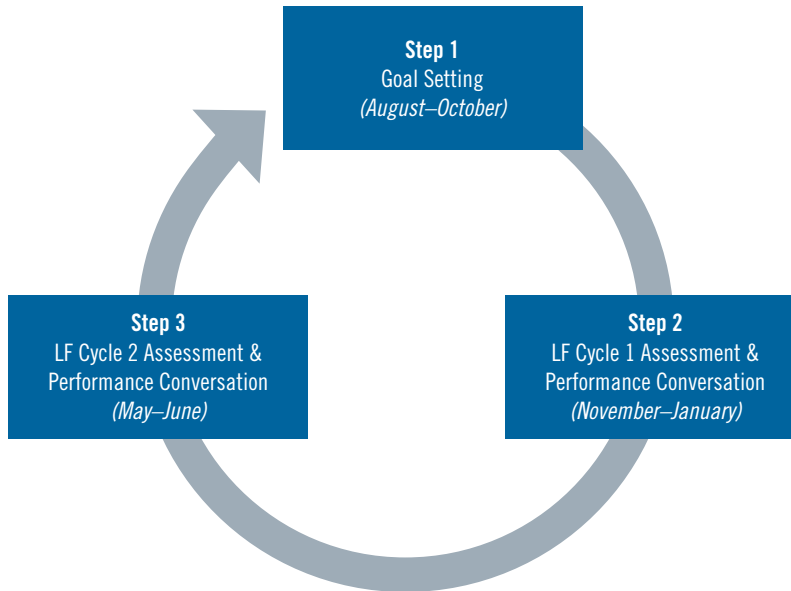 Step 1
Goal Setting
(August–October)
Step 2
LF Cycle 1 Assessment &
Performance Conversation
(November–January)
Step 3
LF Cycle 2 Assessment &
Performance Conversation
(May–June)